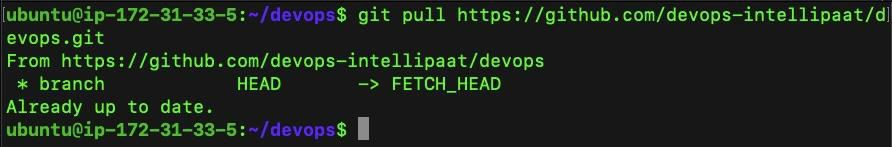 ubuntu@ip-172-31-33-5:~/devops$ git pull https://github.com/devops-intellipaat/d
evops.git
From https://github.com/devops-intellipaat/devops
 * branch            HEAD       -> FETCH_HEAD
Already up to date.
ubuntu@ip-172-31-33-5:~/devops$